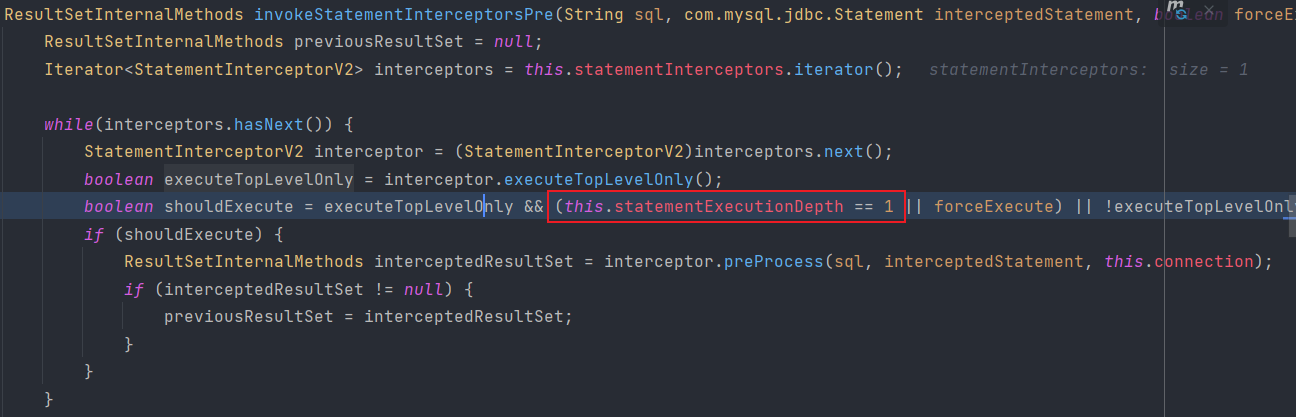 ResultSetInternalMethods invokeStatementInterceptorsPre(String sql, com.mysql.jdbc.Statement interceptedStatement, boolean forceE
ResultSetInternalMethods previousResultSet = null;
Iterator<StatementInterceptorV2> interceptors = this.statementInterceptors.iterator(); statementInterceptors: size = 1
while(interceptors.hasNext()) {
StatementInterceptorV2 interceptor = (StatementInterceptorV2)interceptors.next();
boolean executeTopLevelOnly = interceptor.executeTopLevelOnly();
boolean shouldExecute = executeTopLevelOnly && (this.statementExecutionDepth == 1 || forceExecute) || !executeTopLevelOnl
if (shouldExecute) {
ResultSetInternalMethods interceptedResultSet = interceptor.preProcess(sql, interceptedStatement, this.connection);
if (interceptedResultSet != null) {
previousResultSet = interceptedResultSet;
}
}
}